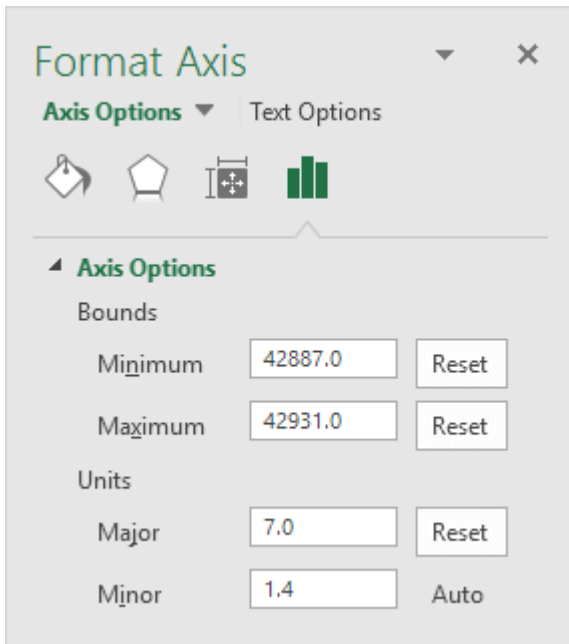 Format Axis
Axis Options Text Options
Axis Options
Bounds
Minimum 42887.0 Reset
Maximum 42931.0 Reset
Units
Major 7.0 Reset
Minor 1.4 Auto